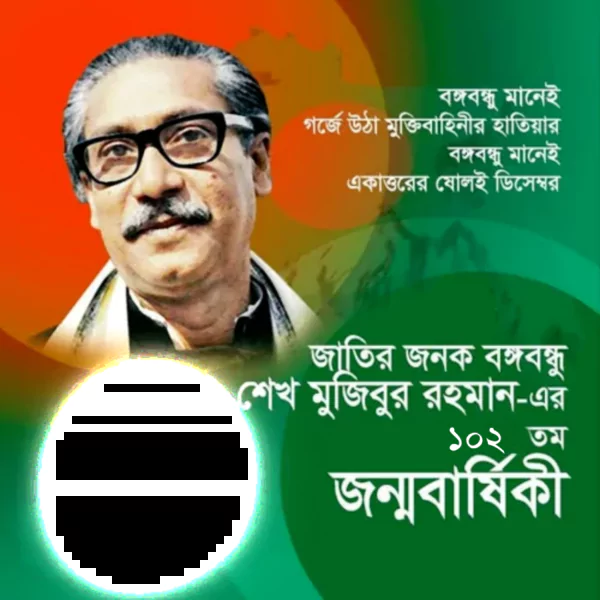 বঙ্গবন্ধু মানেই
গর্জে উঠা মুক্তিবাহিনীর হাতিয়ার
বঙ্গবন্ধু মানেই
একাত্তরের ষোলই ডিসেম্বর
জাতির জনক বঙ্গবন্ধু
শেখ মুজিবুর রহমান-এর
১০২ তম
জন্মবার্ষিকী